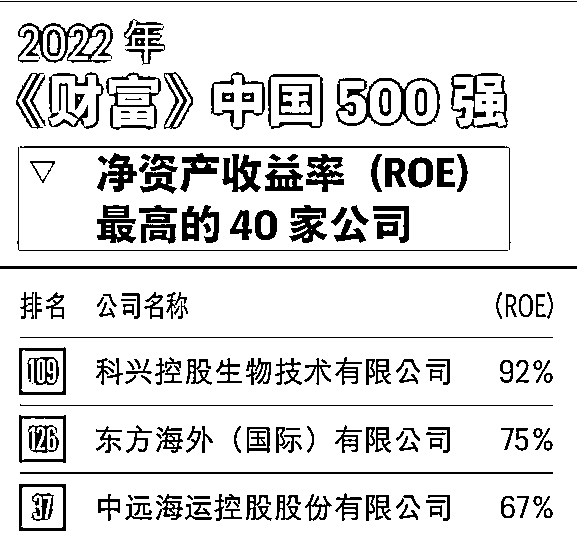 2022 年
《财富》中国 500 强
▽ 净资产收益率 (ROE)
最高的 40 家公司
排名 公司名称 (ROE)
109 科兴控股生物技术有限公司 92%
126 东方海外（国际）有限公司 75%
37 中远海运控股股份有限公司 67%